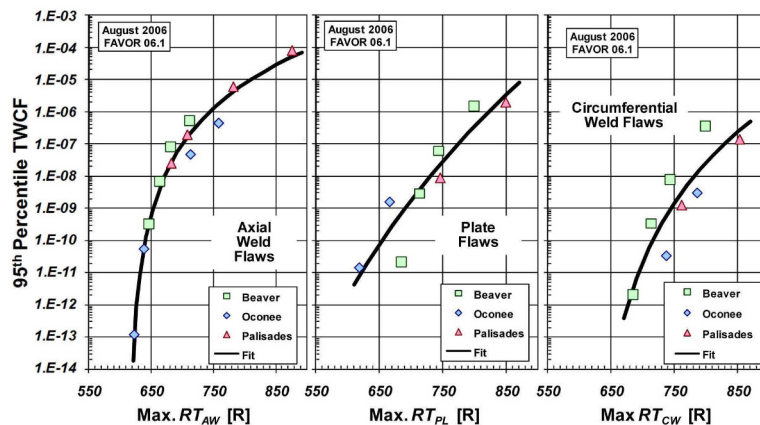 August 2006
FAVOR 06.1
August 2006
FAVOR 06.1
August 2006
FAVOR 06.1
95th Percentile TWCF
1.E-03
1.E-04
1.E-05
1.E-06
1.E-07
1.E-08
1.E-09
1.E-10
1.E-11
1.E-12
1.E-13
1.E-14
Axial
Weld
Flaws
Beaver
Oconee
Palisades
Fit
Plate
Flaws
Beaver
Oconee
Palisades
Fit
Circumferential
Weld Flaws
Beaver
Oconee
Palisades
Fit
550 650 750 850
550 650 750 850
550 650 750 850
Max. RTAW [R]
Max. RTPL [R]
Max RTCW [R]